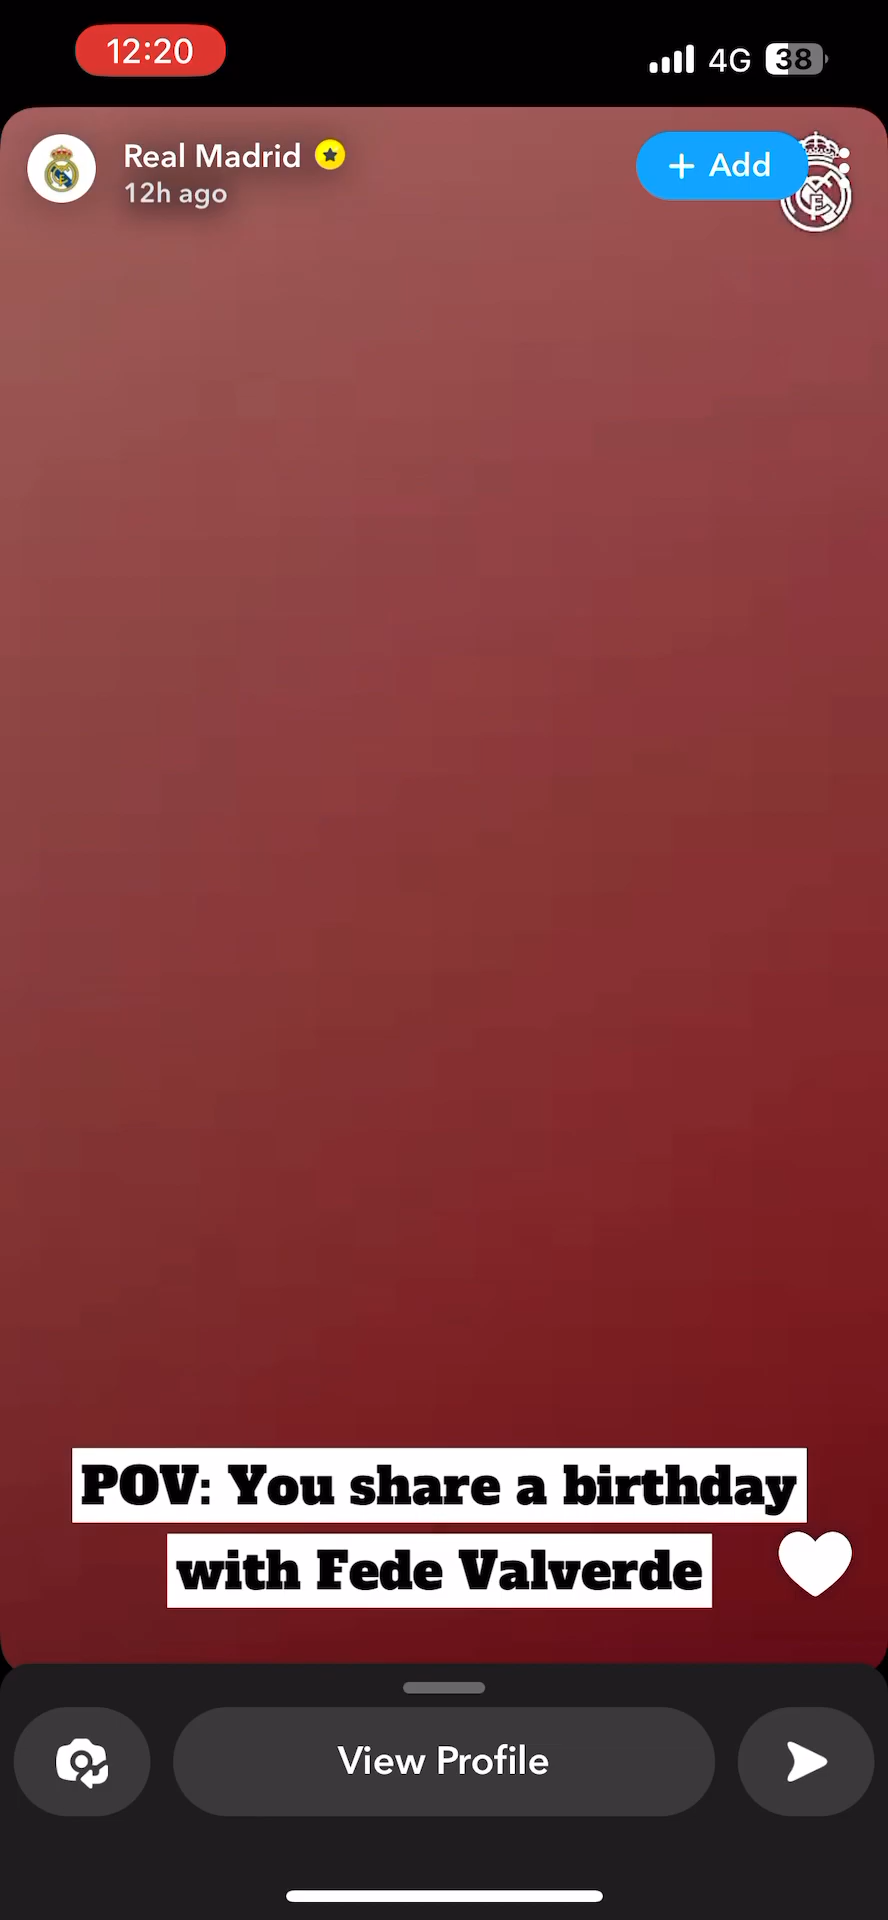 12:20
4G 38
Real Madrid
12h ago
+ Add
POV: You share a birthday
with Fede Valverde
View Profile